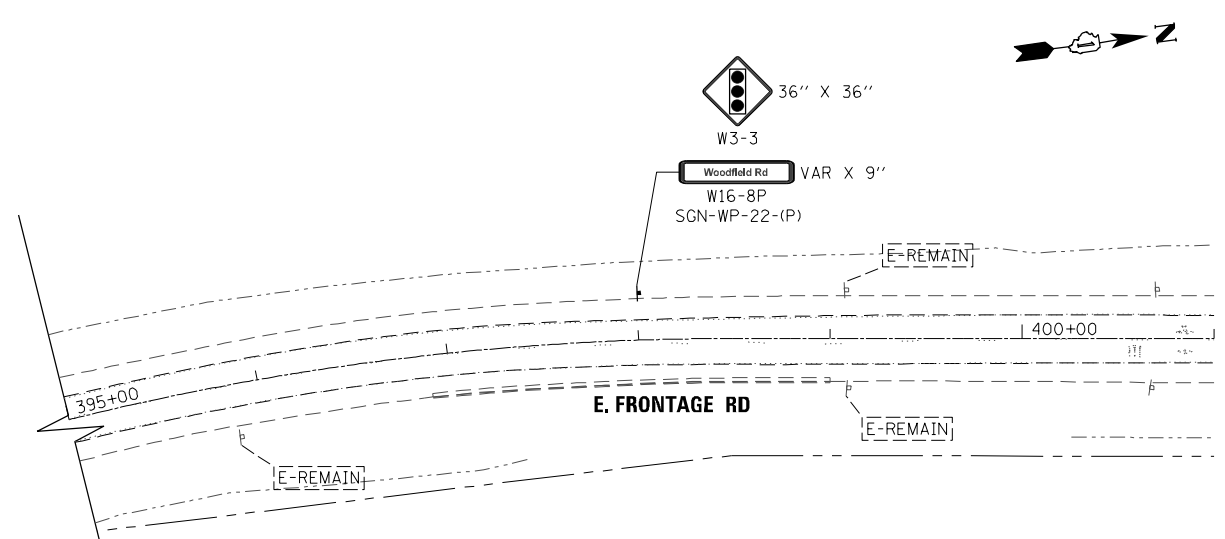 N
36" X 36"
W3-3
Woodfield Rd
VAR X 9"
W16-8P
SGN-WP-22-(P)
E-REMAIN
400+00
395+00
E. FRONTAGE RD
E-REMAIN
E-REMAIN